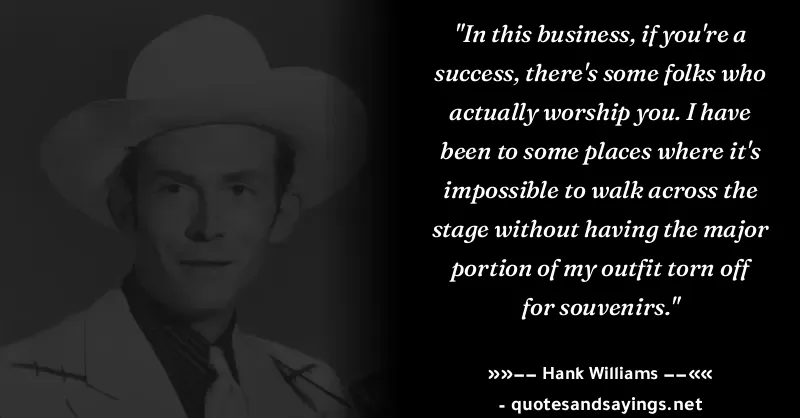 "In this business, if you're a
success, there's some folks who
actually worship you. I have
been to some places where it's
impossible to walk across the
stage without having the major
portion of my outfit torn off
for souvenirs."
»»−− Hank Williams −−««
- quotesandsayings.net